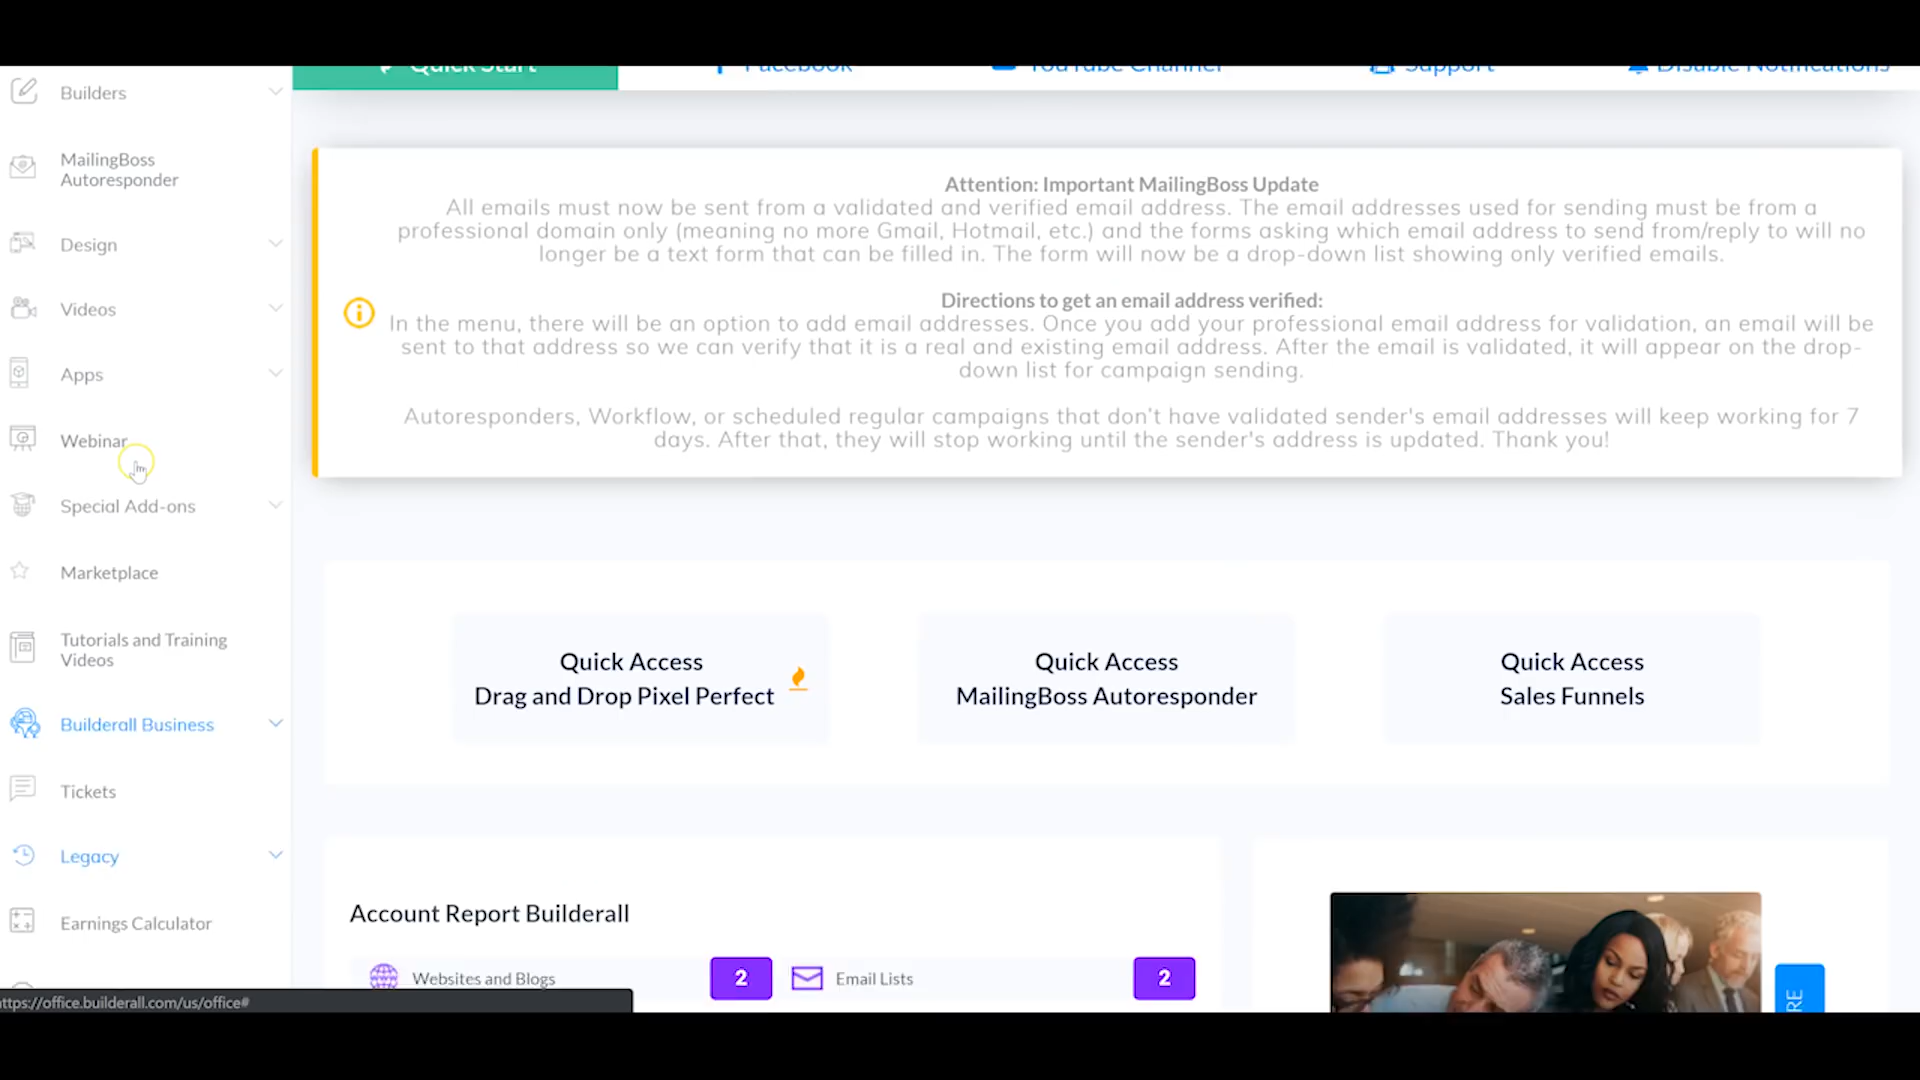 Quick Start
Facebook
YouTube Channel
Support
Disable Notifications
Builders
MailingBoss
Autoresponder
Design
Videos
Apps
Webinar
Special Add-ons
Marketplace
Tutorials and Training
Videos
Builderall Business
Tickets
Legacy
Earnings Calculator
https://office.builderall.com/us/office#
Attention: Important MailingBoss Update
All emails must now be sent from a validated and verified email address. The email addresses used for sending must be from a
professional domain only (meaning no more Gmail, Hotmail, etc.) and the forms asking which email address to send from/reply to will no
longer be a text form that can be filled in. The form will now be a drop-down list showing only verified emails.
Directions to get an email address verified:
In the menu, there will be an option to add email addresses. Once you add your professional email address for validation, an email will be
sent to that address so we can verify that it is a real and existing email address. After the email is validated, it will appear on the drop-
down list for campaign sending.
Autoresponders, Workflow, or scheduled regular campaigns that don't have validated sender's email addresses will keep working for 7
days. After that, they will stop working until the sender's address is updated. Thank you!
Quick Access
Drag and Drop Pixel Perfect
Quick Access
MailingBoss Autoresponder
Quick Access
Sales Funnels
Account Report Builderall
Websites and Blogs
2
Email Lists
2
RE